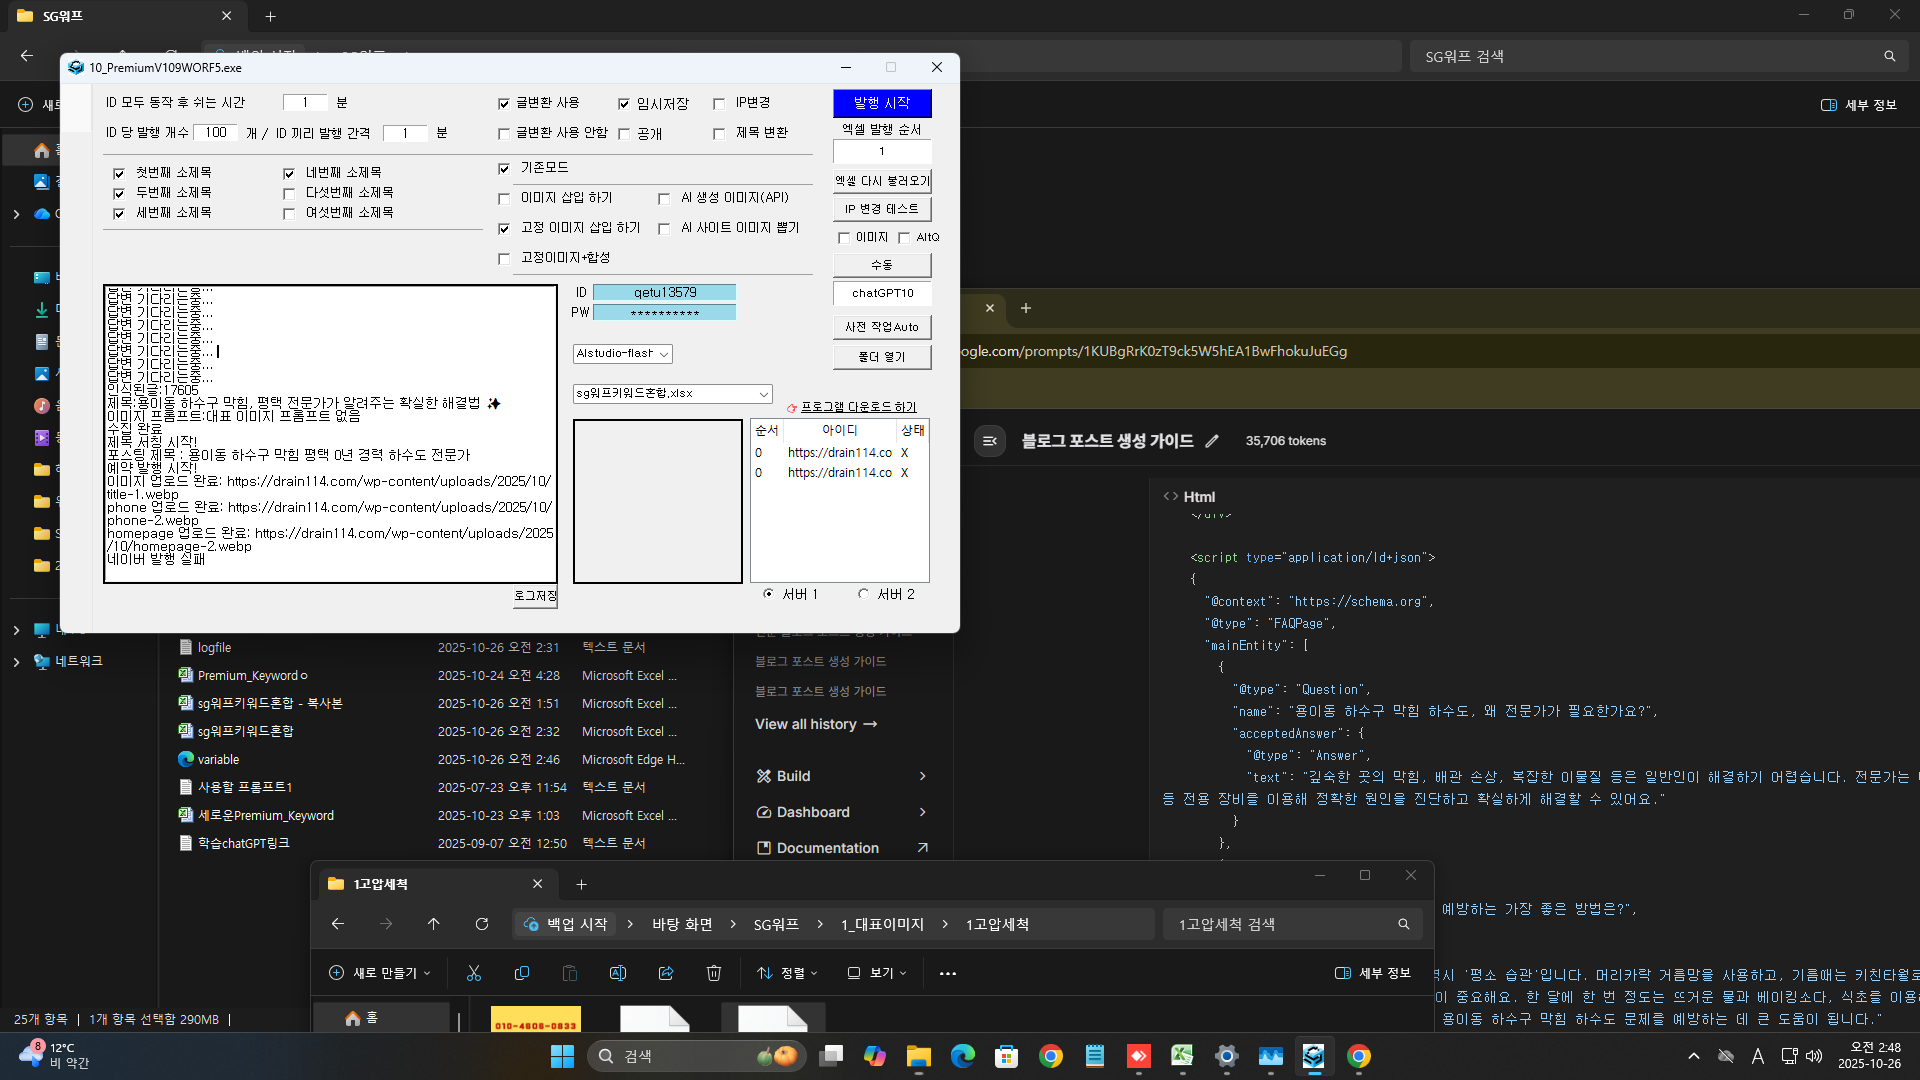 SG워프
SG워프 검색
세부 정보
10_PremiumV109WORF5.exe
ID 모두 동작 후 쉬는 시간 1 분
ID 당 발행 개수 100 개 / ID 끼리 발행 간격 1 분
글변환 사용 임시저장 IP변경
글변환 사용 안함 공개 제목 변환
첫번째 소제목 네번째 소제목
두번째 소제목 다섯번째 소제목
세번째 소제목 여섯번째 소제목
기존모드
이미지 삽입 하기 AI 생성 이미지(API)
고정 이미지 삽입 하기 AI 사이트 이미지 뽑기
고정이미지+합성
발행 시작
엑셀 발행 순서
1
엑셀 다시 불러오기
IP 변경 테스트
이미지 AltQ
수동
chatGPT10
사전 작업Auto
폴더 열기
답변 기다리는중...
답변 기다리는중...
답변 기다리는중...
답변 기다리는중...
답변 기다리는중...
답변 기다리는중...
답변 기다리는중...
답변 기다리는중...
인식된글:17605
제목:용이동 하수구 막힘, 평택 전문가가 알려주는 확실한 해결법 ✨
이미지 프롬프트:대표 이미지 프롬프트 없음
수집 완료
제목 서칭 시작!
포스팅 제목 : 용이동 하수구 막힘 평택 0년 경력 하수도 전문가
예약 발행 시작!
이미지 업로드 완료: https://drain114.com/wp-content/uploads/2025/10/
title-1.webp
phone 업로드 완료: https://drain114.com/wp-content/uploads/2025/10/
phone-2.webp
homepage 업로드 완료: https://drain114.com/wp-content/uploads/2025
/10/homepage-2.webp
네이버 발행 실패
로그저장
ID qetu13579
PW **********
AIstudio-flash
sg워프키워드혼합.xlsx
프로그램 다운로드 하기
순서 아이디 상태
0 https://drain114.co X
0 https://drain114.co X
서버 1 서버 2
ogle.com/prompts/1KUBgRrK0zT9ck5W5hEA1BwFhokuJuEGg
블로그 포스트 생성 가이드 35,706 tokens
Html
</div>
<script type="application/ld+json">
{
"@context": "https://schema.org",
"@type": "FAQPage",
"mainEntity": [
{
"@type": "Question",
"name": "용이동 하수구 막힘 하수도, 왜 전문가가 필요한가요?",
"acceptedAnswer": {
"@type": "Answer",
"text": "깊숙한 곳의 막힘, 배관 손상, 복잡한 이물질 등은 일반인이 해결하기 어렵습니다. 전문가는
등 전용 장비를 이용해 정확한 원인을 진단하고 확실하게 해결할 수 있어요."
}
},
예방하는 가장 좋은 방법은?",
시 '평소 습관'입니다. 머리카락 거름망을 사용하고, 기름때는 키친타월로
이 중요해요. 한 달에 한 번 정도는 뜨거운 물과 베이킹소다, 식초를 이용
용이동 하수구 막힘 하수도 문제를 예방하는 데 큰 도움이 됩니다."
네트워크
logfile 2025-10-26 오전 2:31 텍스트 문서
Premium_Keyword 2025-10-24 오전 4:28 Microsoft Excel ...
sg워프키워드혼합 - 복사본 2025-10-26 오전 1:51 Microsoft Excel ...
sg워프키워드혼합 2025-10-26 오전 2:32 Microsoft Excel ...
variable 2025-10-26 오전 2:46 Microsoft Edge H...
사용할 프롬프트1 2025-07-23 오후 11:54 텍스트 문서
세로운Premium_Keyword 2025-10-23 오후 1:03 Microsoft Excel ...
학습chatGPT링크 2025-09-07 오전 12:50 텍스트 문서
블로그 포스트 생성 가이드
블로그 포스트 생성 가이드
View all history →
Build
Dashboard
Documentation
1고압세척
백업 시작 바탕 화면 SG워프 1_대표이미지 1고압세척
1고압세척 검색
새로 만들기 정렬 보기 세부 정보
홈
010-4606-0833
25개 항목 1개 항목 선택함 290MB
8
12°C
비 약간
검색
A
오전 2:48
2025-10-26